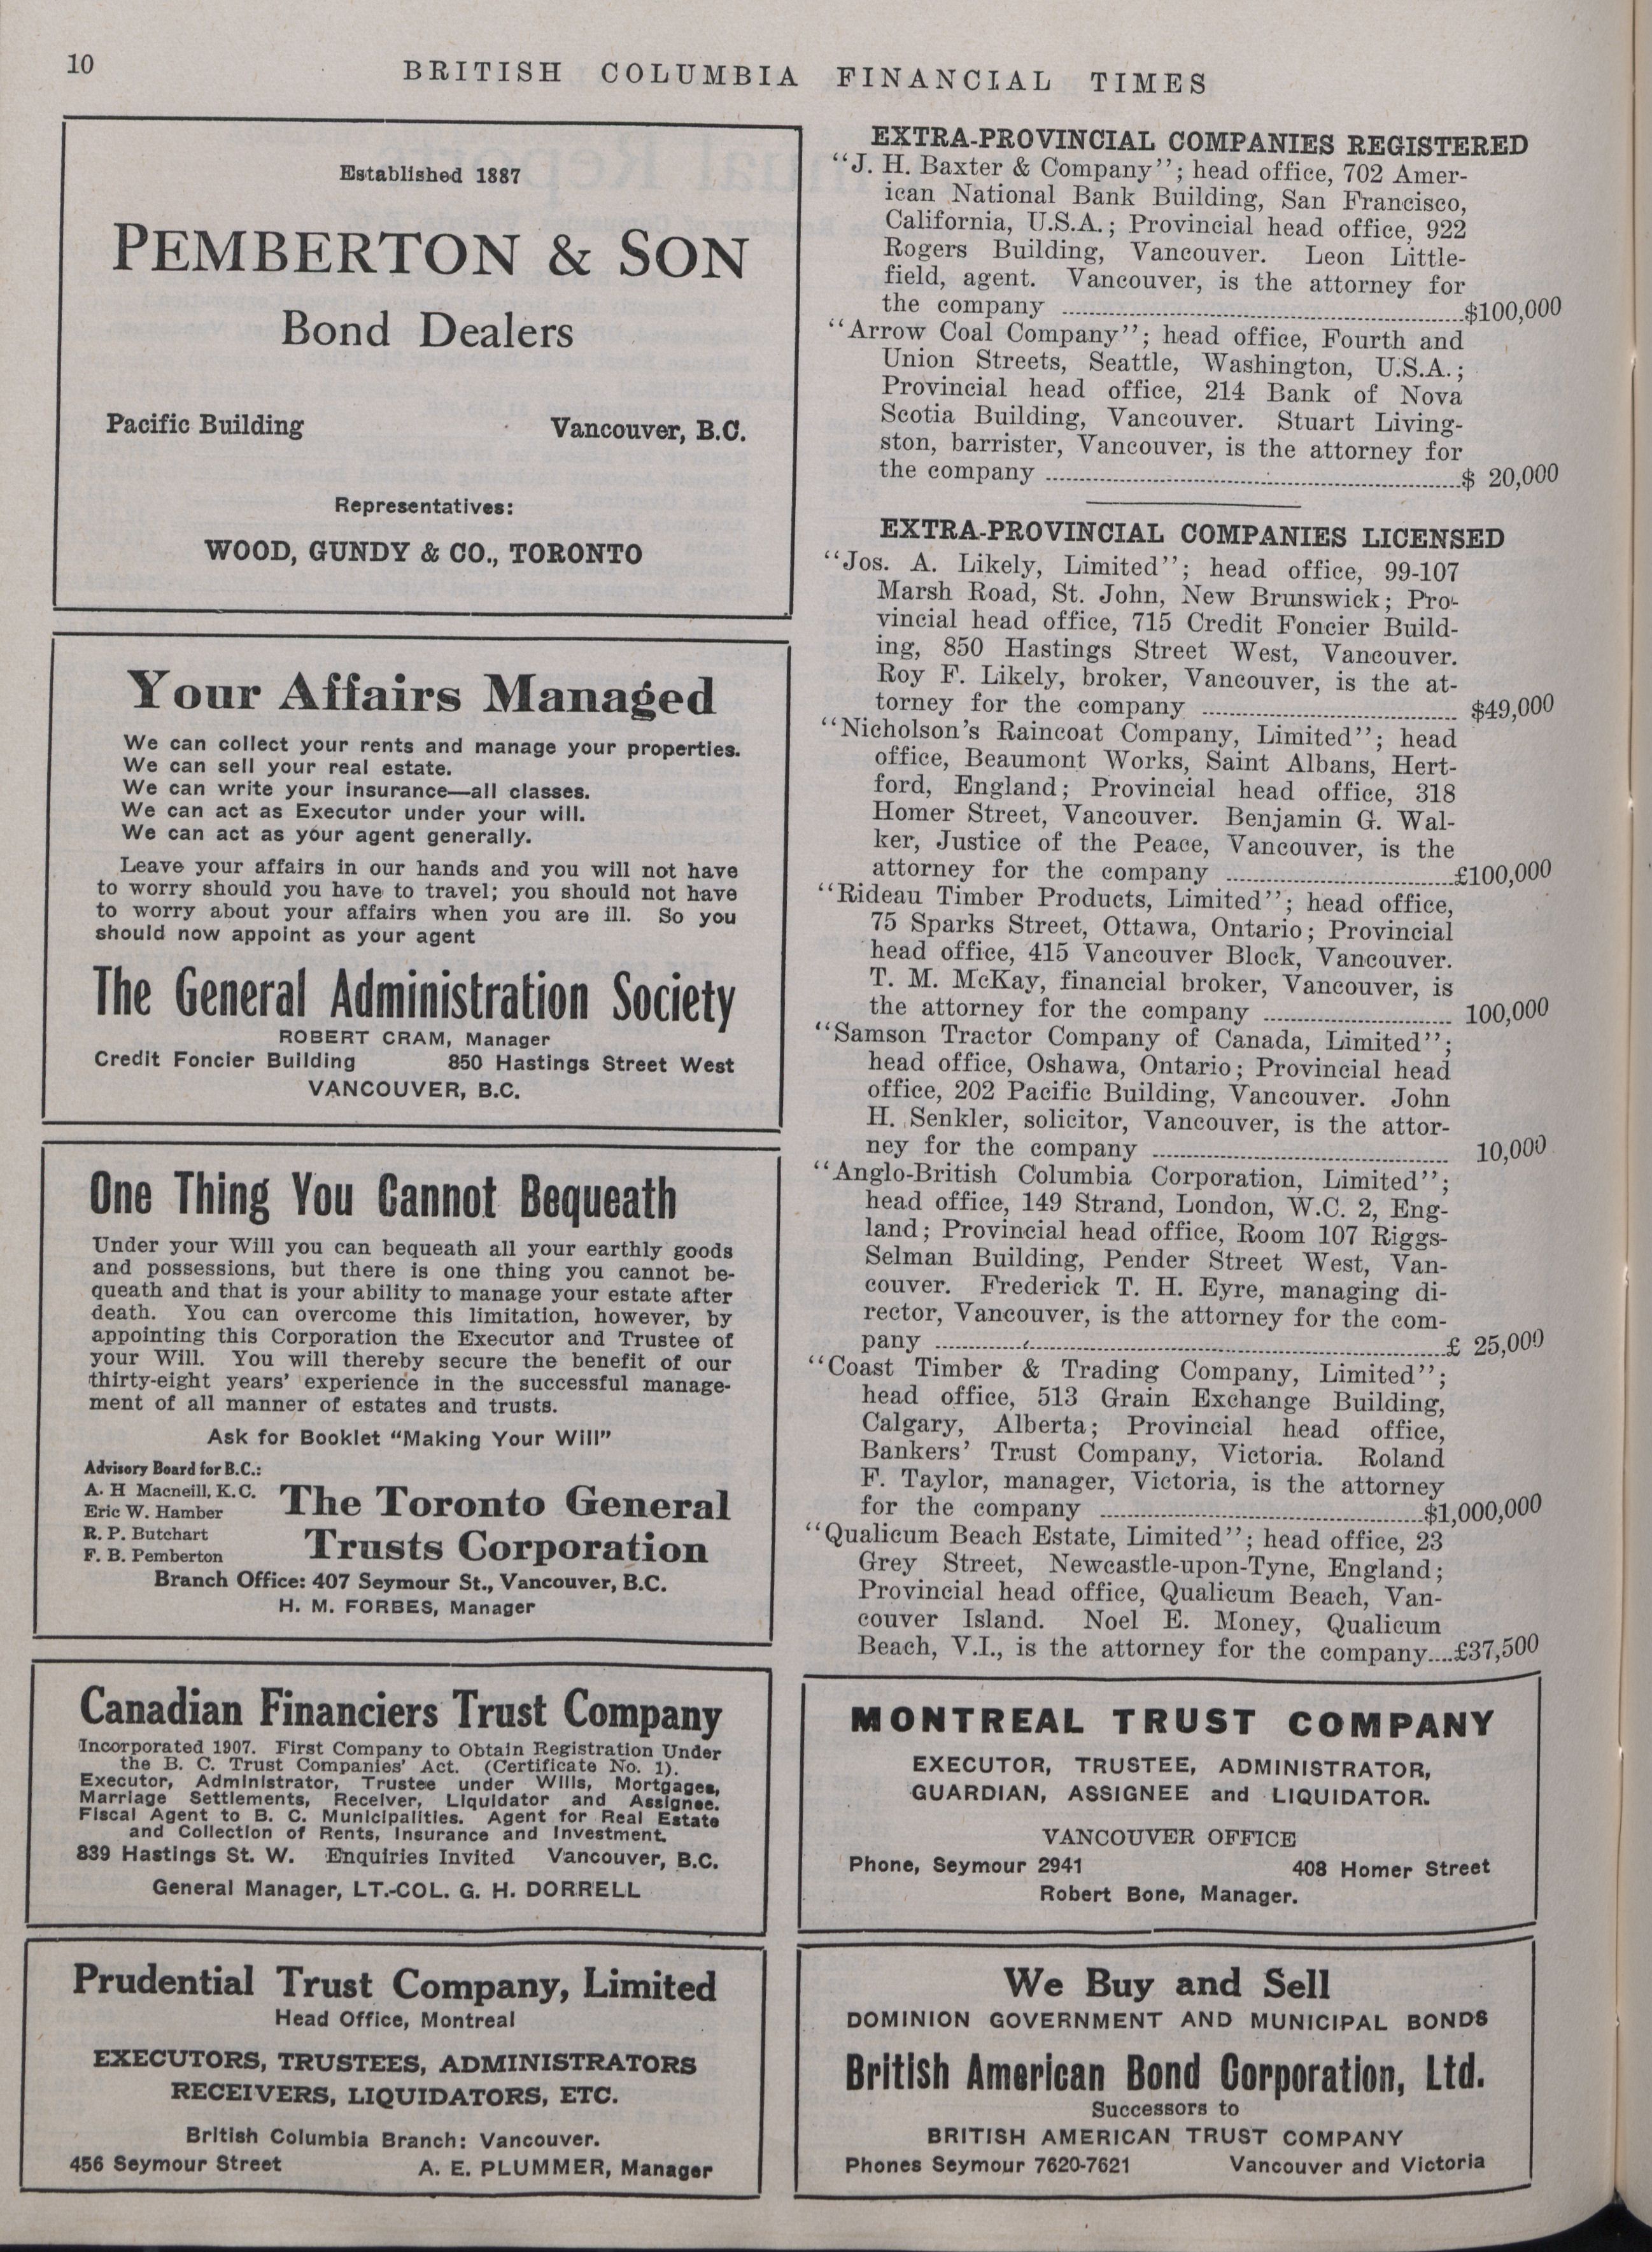 10
BRITISH COLUMBIA FINANCIAL TIMES
Established 1887
PEMBERTON & SON
Bond Dealers
Pacific Building Vancouver, B.C.
Representatives:
WOOD, GUNDY & CO., TORONTO
Your Affairs Managed
We can collect your rents and manage your properties.
We can sell your real estate.
We can write your insurance—all classes.
We can act as Executor under your will.
We can act as your agent generally.
Leave your affairs in our hands and you will not have
to worry should you have to travel; you should not have
to worry about your affairs when you are ill. So you
should now appoint as your agent
The General Administration Society
ROBERT CRAM, Manager
Credit Foncier Building 850 Hastings Street West
VANCOUVER, B.C.
One Thing You Cannot Bequeath
Under your Will you can bequeath all your earthly goods
and possessions, but there is one thing you cannot be-
queath and that is your ability to manage your estate after
death. You can overcome this limitation, however, by
appointing this Corporation the Executor and Trustee of
your Will. You will thereby secure the benefit of our
thirty-eight years' experience in the successful manage-
ment of all manner of estates and trusts.
Ask for Booklet "Making Your Will"
Advisory Board for B.C.:
A. H Macneill, K.C.
Eric W. Hamber
R. P. Butchart
F. B. Pemberton
The Toronto General
Trusts Corporation
Branch Office: 407 Seymour St., Vancouver, B.C.
H. M. FORBES, Manager
Canadian Financiers Trust Company
Incorporated 1907. First Company to Obtain Registration Under
the B. C. Trust Companies' Act. (Certificate No. 1).
Executor, Administrator, Trustee under Wills, Mortgages,
Marriage Settlements, Receiver, Liquidator and Assignee.
Fiscal Agent to B. C. Municipalities. Agent for Real Estate
and Collection of Rents, Insurance and Investment.
839 Hastings St. W. Enquiries Invited Vancouver, B.C.
General Manager, LT.-COL. G. H. DORRELL
Prudential Trust Company, Limited
Head Office, Montreal
EXECUTORS, TRUSTEES, ADMINISTRATORS
RECEIVERS, LIQUIDATORS, ETC.
British Columbia Branch: Vancouver.
456 Seymour Street A. E. PLUMMER, Manager
EXTRA-PROVINCIAL COMPANIES REGISTERED
"J. H. Baxter & Company"; head office, 702 Amer-
ican National Bank Building, San Francisco,
California, U.S.A.; Provincial head office, 922
Rogers Building, Vancouver. Leon Little-
field, agent. Vancouver, is the attorney for
the company ........ $100,000
"Arrow Coal Company"; head office, Fourth and
Union Streets, Seattle, Washington, U.S.A.;
Provincial head office, 214 Bank of Nova
Scotia Building, Vancouver. Stuart Living-
ston, barrister, Vancouver, is the attorney for
the company ........ $ 20,000
EXTRA-PROVINCIAL COMPANIES LICENSED
"Jos. A. Likely, Limited"; head office, 99-107
Marsh Road, St. John, New Brunswick; Pro-
vincial head office, 715 Credit Foncier Build-
ing, 850 Hastings Street West, Vancouver.
Roy F. Likely, broker, Vancouver, is the at-
torney for the company ........ $49,000
"Nicholson's Raincoat Company, Limited"; head
office, Beaumont Works, Saint Albans, Hert-
ford, England; Provincial head office, 318
Homer Street, Vancouver. Benjamin G. Wal-
ker, Justice of the Peace, Vancouver, is the
attorney for the company ........ £100,000
"Rideau Timber Products, Limited"; head office,
75 Sparks Street, Ottawa, Ontario; Provincial
head office, 415 Vancouver Block, Vancouver.
T. M. McKay, financial broker, Vancouver, is
the attorney for the company ........ 100,000
"Samson Tractor Company of Canada, Limited";
head office, Oshawa, Ontario; Provincial head
office, 202 Pacific Building, Vancouver. John
H. Senkler, solicitor, Vancouver, is the attor-
ney for the company ........ 10,000
"Anglo-British Columbia Corporation, Limited";
head office, 149 Strand, London, W.C. 2, Eng-
land; Provincial head office, Room 107 Riggs-
Selman Building, Pender Street West, Van-
couver. Frederick T. H. Eyre, managing di-
rector, Vancouver, is the attorney for the com-
pany ........ £ 25,000
"Coast Timber & Trading Company, Limited";
head office, 513 Grain Exchange Building,
Calgary, Alberta; Provincial head office,
Bankers' Trust Company, Victoria. Roland
F. Taylor, manager, Victoria, is the attorney
for the company ........ $1,000,000
"Qualicum Beach Estate, Limited"; head office, 23
Grey Street, Newcastle-upon-Tyne, England;
Provincial head office, Qualicum Beach, Van-
couver Island. Noel E. Money, Qualicum
Beach, V.I., is the attorney for the company....£37,500
MONTREAL TRUST COMPANY
EXECUTOR, TRUSTEE, ADMINISTRATOR,
GUARDIAN, ASSIGNEE and LIQUIDATOR.
VANCOUVER OFFICE
Phone, Seymour 2941 408 Homer Street
Robert Bone, Manager.
We Buy and Sell
DOMINION GOVERNMENT AND MUNICIPAL BONDS
British American Bond Corporation, Ltd.
Successors to
BRITISH AMERICAN TRUST COMPANY
Phones Seymour 7620-7621 Vancouver and Victoria